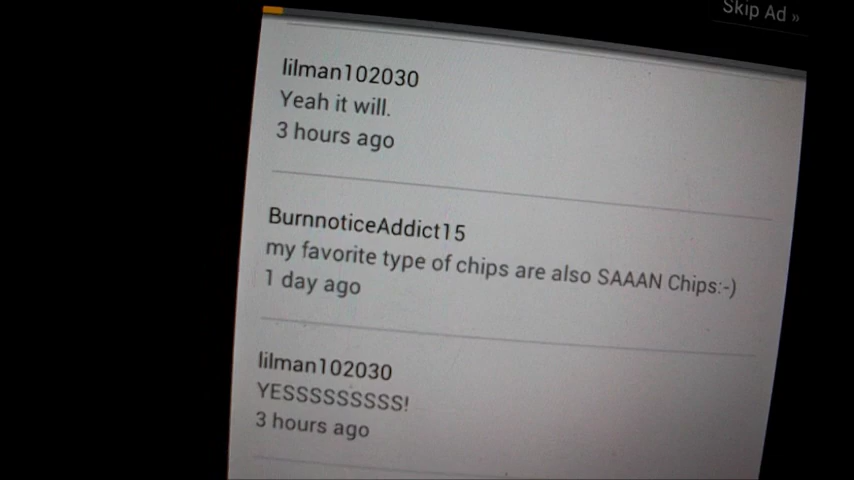 Skip Ad »
lilman102030
Yeah it will.
3 hours ago
BurnnoticeAddict15
my favorite type of chips are also SAAAN Chips:-)
1 day ago
lilman102030
YESSSSSSSSS!
3 hours ago